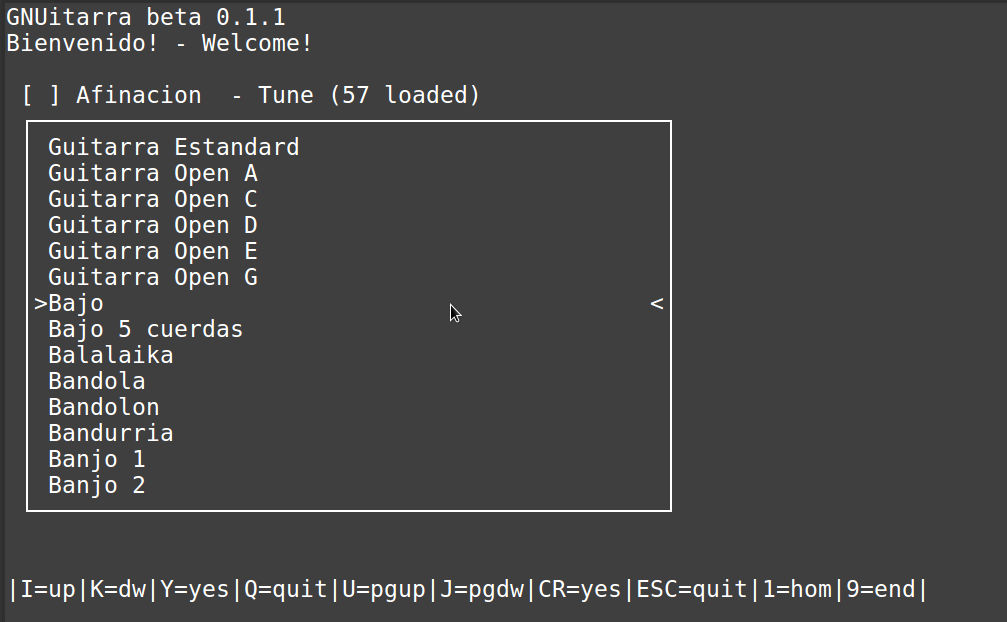 GNUitarra beta 0.1.1
Bienvenido! - Welcome!
[ ] Afinacion  - Tune (57 loaded)
Guitarra Estandard
Guitarra Open A
Guitarra Open C
Guitarra Open D
Guitarra Open E
Guitarra Open G
>Bajo <
Bajo 5 cuerdas
Balalaika
Bandola
Bandolon
Bandurria
Banjo 1
Banjo 2
|I=up|K=dw|Y=yes|Q=quit|U=pgup|J=pgdw|CR=yes|ESC=quit|1=hom|9=end|